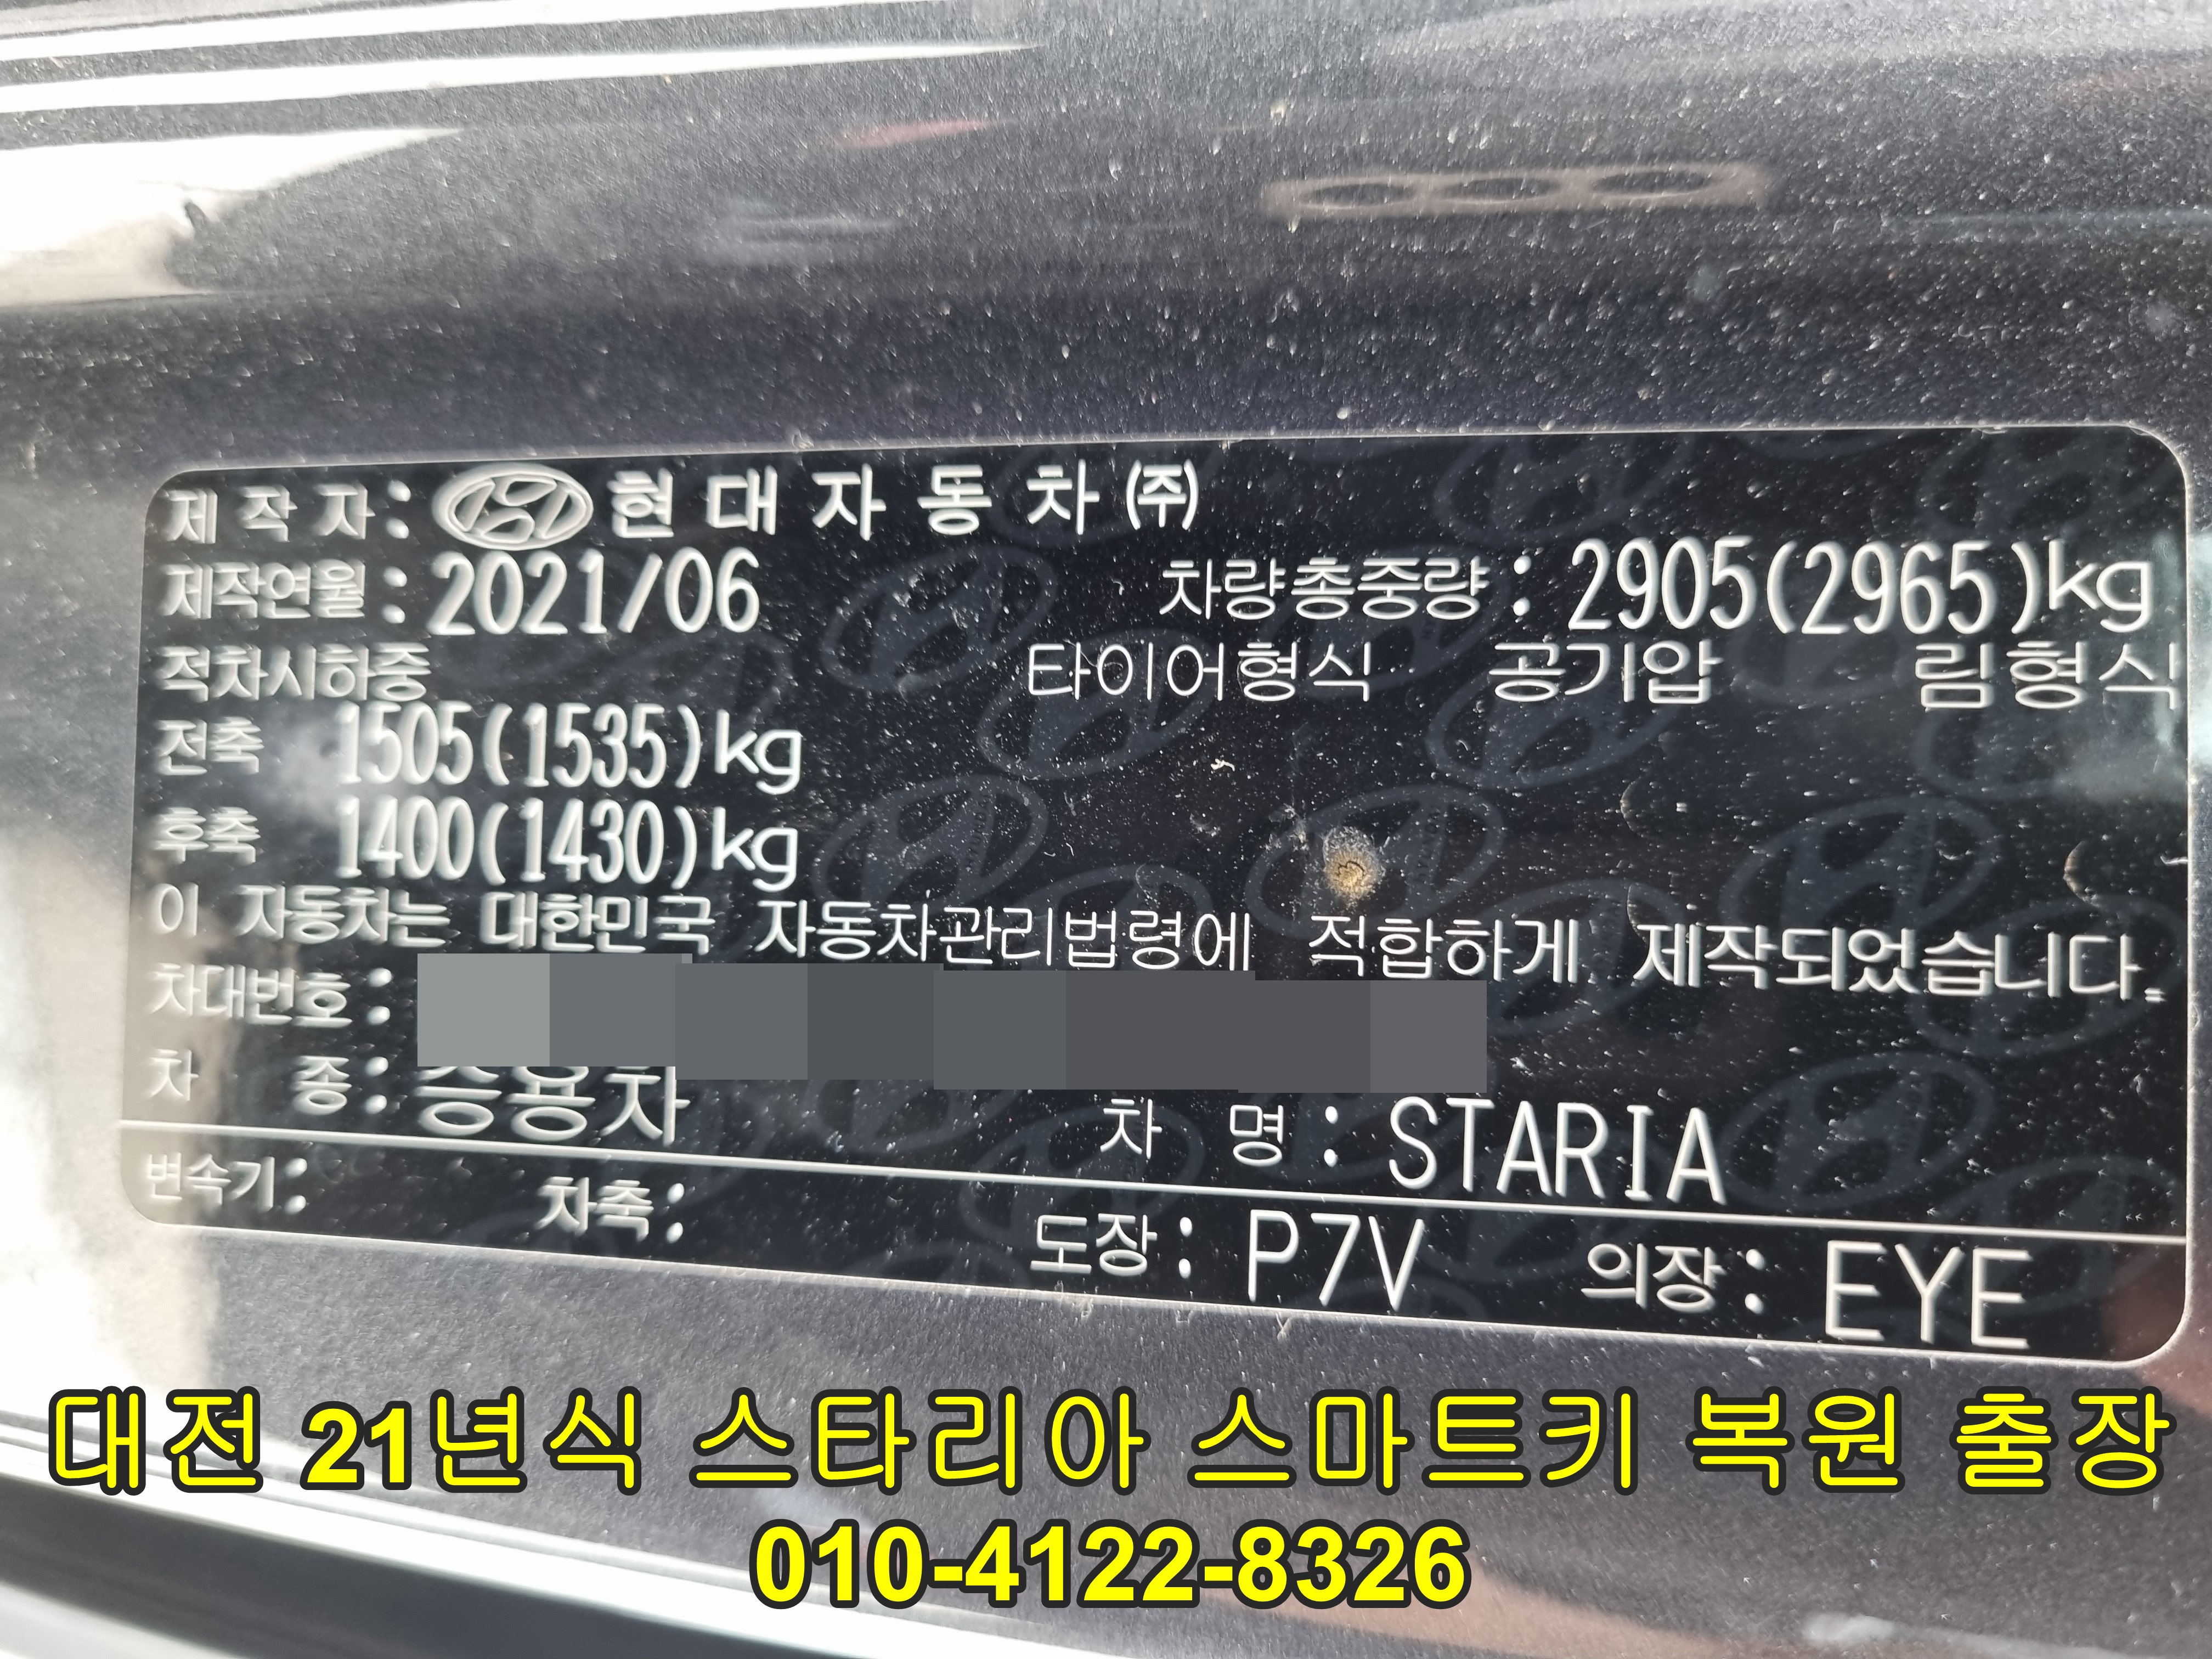 제 작 자 : 현 대 자 동 차 ㈜
제작연월 : 2021/06 차량총중량 : 2905(2965)kg
적차시하중 타이어형식 공기압 림형식
전축 1505(1535)kg
후축 1400(1430)kg
이 자동차는 대한민국 자동차관리법령에 적합하게 제작되었습니다.
차대번호 :
차 종 : 승용차 차 명 : STARIA
변속기 : 차축 : 도장 : P7V 의장 : EYE
대전 21년식 스타리아 스마트키 복원 출장
010-4122-8326